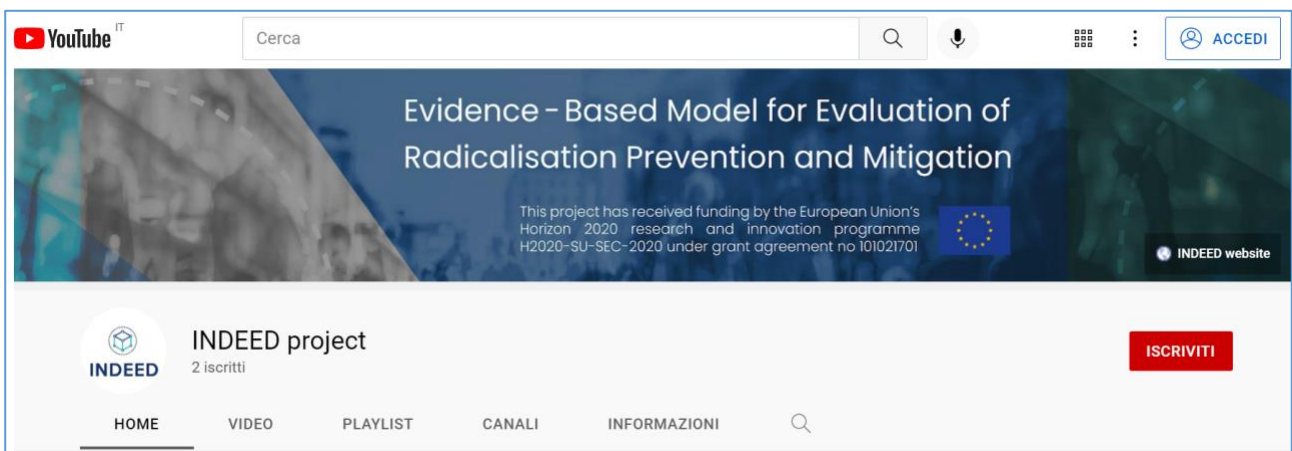 YouTube IT
Cerca
ACCEDI
Evidence - Based Model for Evaluation of
Radicalisation Prevention and Mitigation
This project has received funding by the European Union's
Horizon 2020 research and innovation programme
H2020-SU-SEC-2020 under grant agreement no 101021701
INDEED website
INDEED
INDEED project
2 iscritti
ISCRIVITI
HOME VIDEO PLAYLIST CANALI INFORMAZIONI